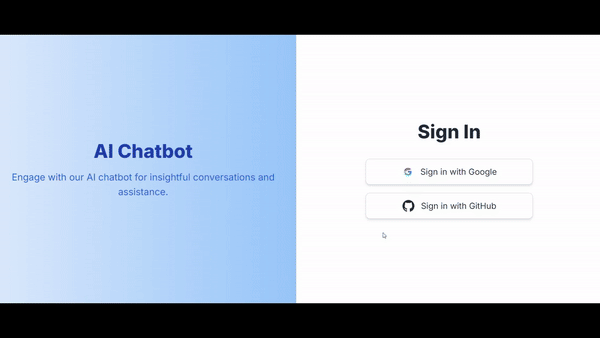 AI Chatbot
Engage with our AI chatbot for insightful conversations and
assistance.
Sign In
Sign in with Google
Sign in with GitHub